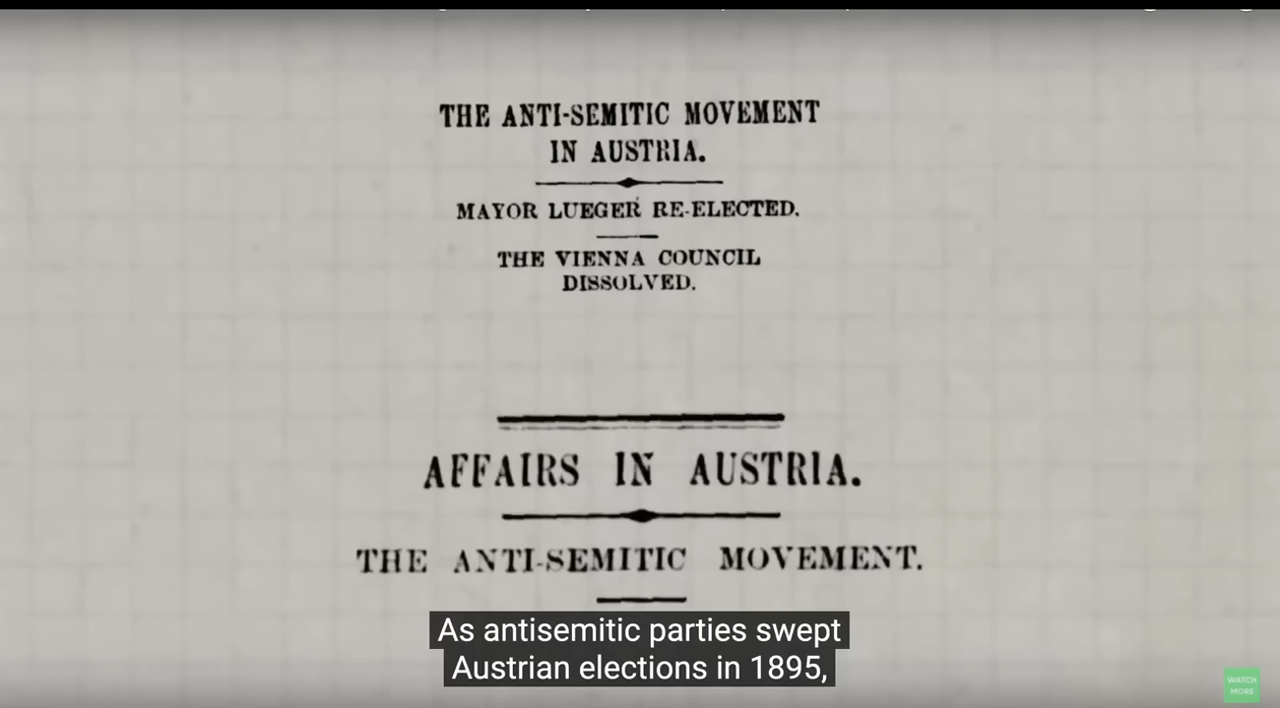 THE ANTI-SEMITIC MOVEMENT
IN AUSTRIA.
MAYOR LUEGER RE-ELECTED.
THE VIENNA COUNCIL
DISSOLVED.
AFFAIRS IN AUSTRIA.
THE ANTI-SEMITIC MOVEMENT.
As antisemitic parties swept
Austrian elections in 1895,
WATCH
MORE